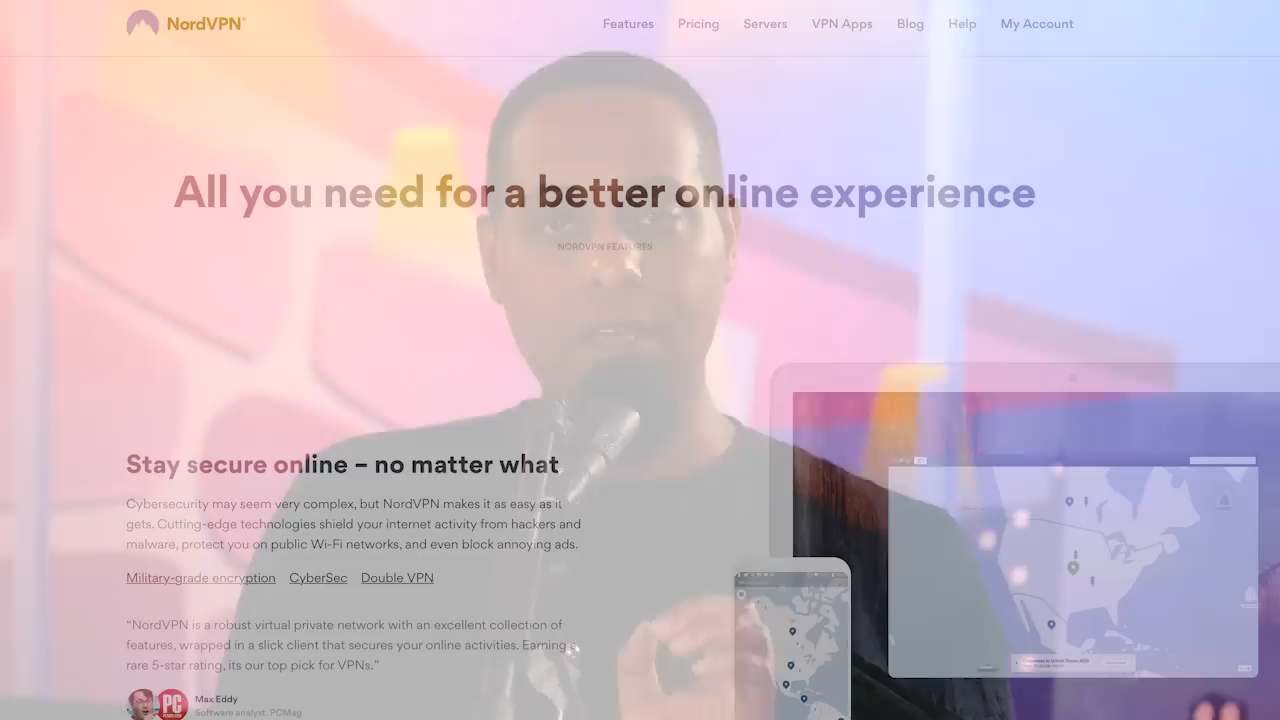 NordVPN®
Features Pricing Servers VPN Apps Blog Help My Account
All you need for a better online experience
NORDVPN FEATURES
Stay secure online – no matter what
Cybersecurity may seem very complex, but NordVPN makes it as easy as it
gets. Cutting-edge technologies shield your internet activity from hackers and
malware, protect you on public Wi-Fi networks, and even block annoying ads.
Military-grade encryption CyberSec Double VPN
“NordVPN is a robust virtual private network with an excellent collection of
features, wrapped in a slick client that secures your online activities. Earning a
rare 5-star rating, its our top pick for VPNs.”
PC
Max Eddy
Software analyst, PCMag